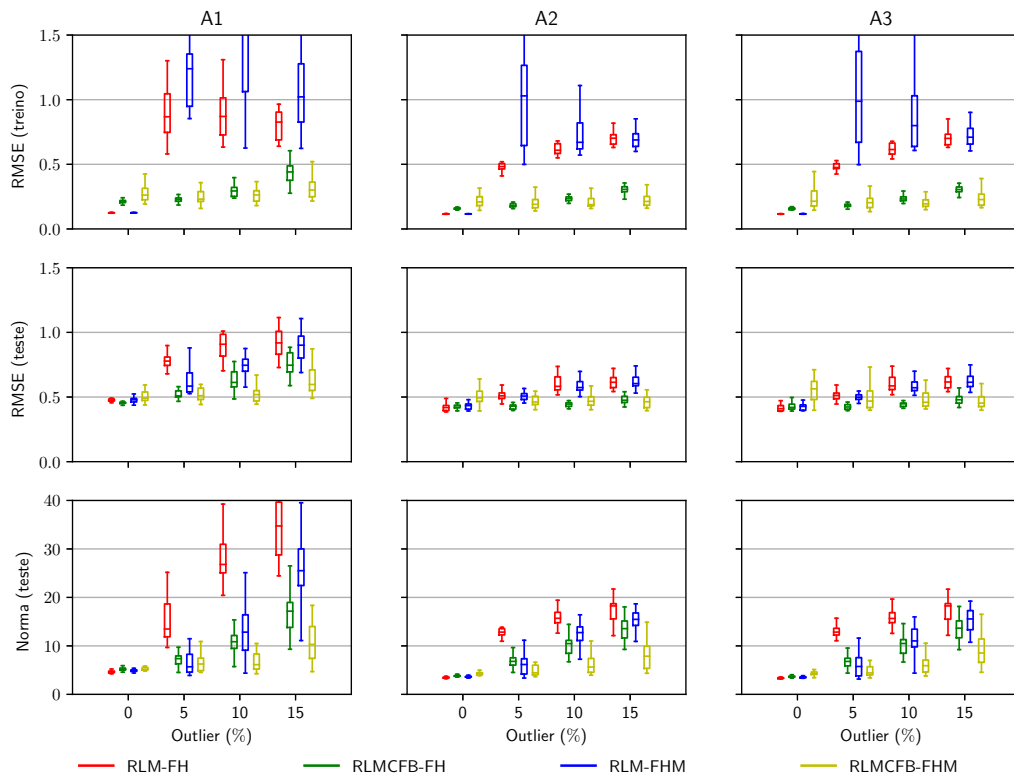 A1 A2 A3
RMSE (treino)
1.5
1.0
0.5
0.0
RMSE (teste)
1.5
1.0
0.5
0.0
Norma (teste)
40
30
20
10
0
0 5 10 15 0 5 10 15 0 5 10 15
Outlier (%) Outlier (%) Outlier (%)
RLM-FH RLMCFB-FH RLM-FHM RLMCFB-FHM